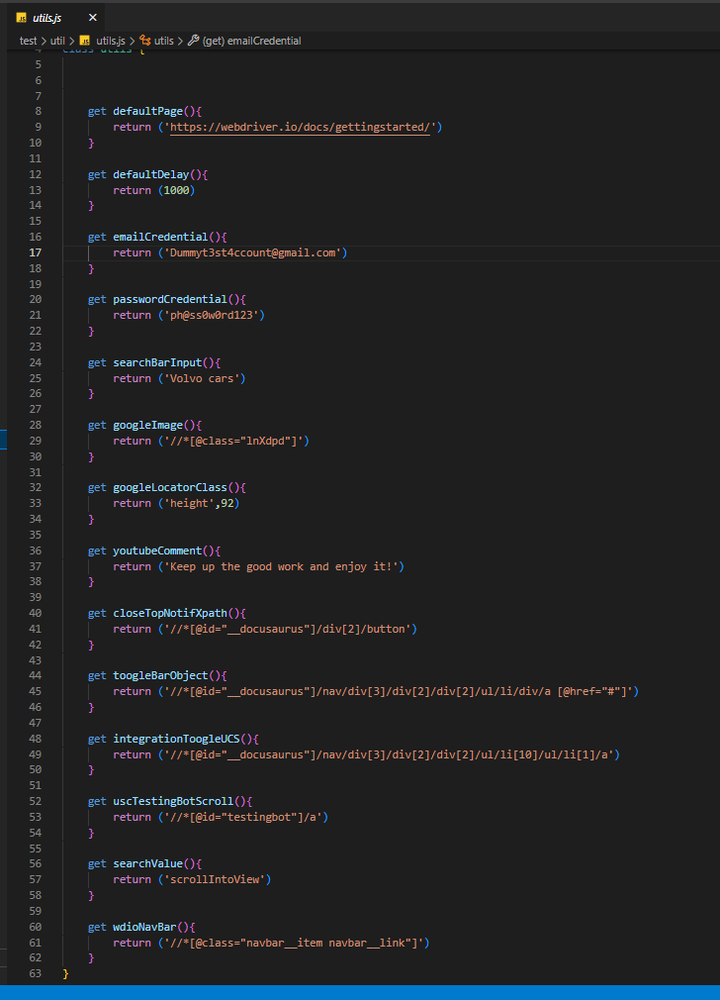 JS utils.js ×
test > util > JS utils.js > utils > (get) emailCredential
4 class utils {
5
6
7
8 get defaultPage(){
9 return ('https://webdriver.io/docs/gettingstarted/')
10 }
11
12 get defaultDelay(){
13 return (1000)
14 }
15
16 get emailCredential(){
17 return ('Dummyt3st4ccount@gmail.com')
18 }
19
20 get passwordCredential(){
21 return ('ph@ss0w0rd123')
22 }
23
24 get searchBarInput(){
25 return ('Volvo cars')
26 }
27
28 get googleImage(){
29 return ('//*[@class="lnXdpd"]')
30 }
31
32 get googleLocatorClass(){
33 return ('height',92)
34 }
35
36 get youtubeComment(){
37 return ('Keep up the good work and enjoy it!')
38 }
39
40 get closeTopNotifXpath(){
41 return ('//*[@id="__docusaurus"]/div[2]/button')
42 }
43
44 get toogleBarObject(){
45 return ('//*[@id="__docusaurus"]/nav/div[3]/div[2]/div[2]/ul/li/div/a [@href="#"]')
46 }
47
48 get integrationToogleUCS(){
49 return ('//*[@id="__docusaurus"]/nav/div[3]/div[2]/div[2]/ul/li[10]/ul/li[1]/a')
50 }
51
52 get uscTestingBotScroll(){
53 return ('//*[@id="testingbot"]/a')
54 }
55
56 get searchValue(){
57 return ('scrollIntoView')
58 }
59
60 get wdioNavBar(){
61 return ('//*[@class="navbar__item navbar__link"]')
62 }
63 }